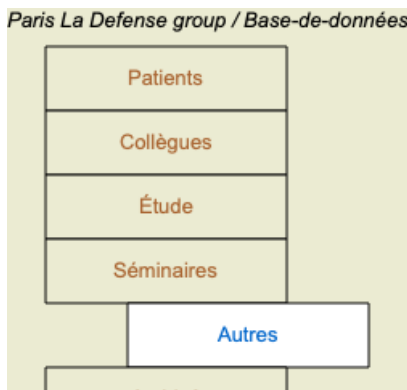 Paris La Defense group / Base-de-données
Patients
Collègues
Étude
Séminaires
Autres